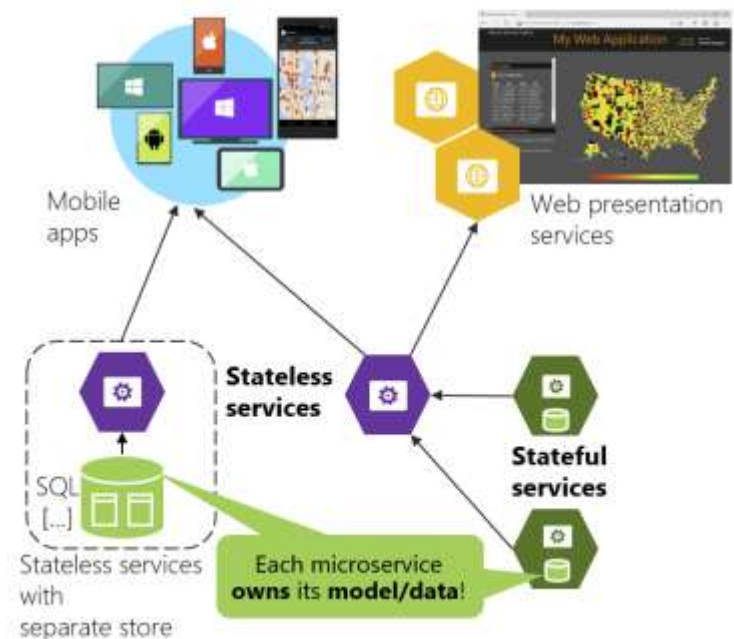 My Web Application
Mobile
apps
Web presentation
services
Stateless
services
SQL
[...]
Stateful
services
Each microservice
owns its model/data!
Stateless services
with
separate store